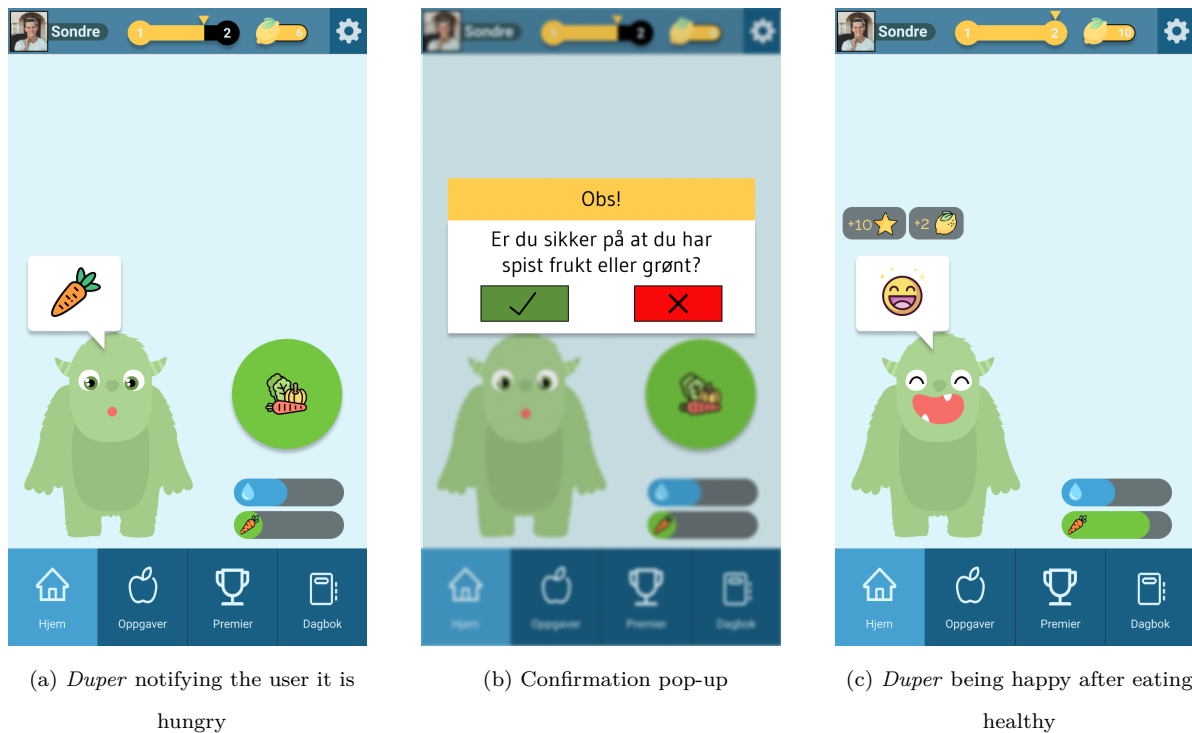 Sondre 1 2 6
Hjem Oppgaver Premier Dagbok
(a) Duper notifying the user it is
hungry
Sondre 1 2
Obs!
Er du sikker på at du har
spist frukt eller grønt?
Hjem Oppgaver Premier Dagbok
(b) Confirmation pop-up
Sondre 1 2 10
+10 +2
Hjem Oppgaver Premier Dagbok
(c) Duper being happy after eating
healthy